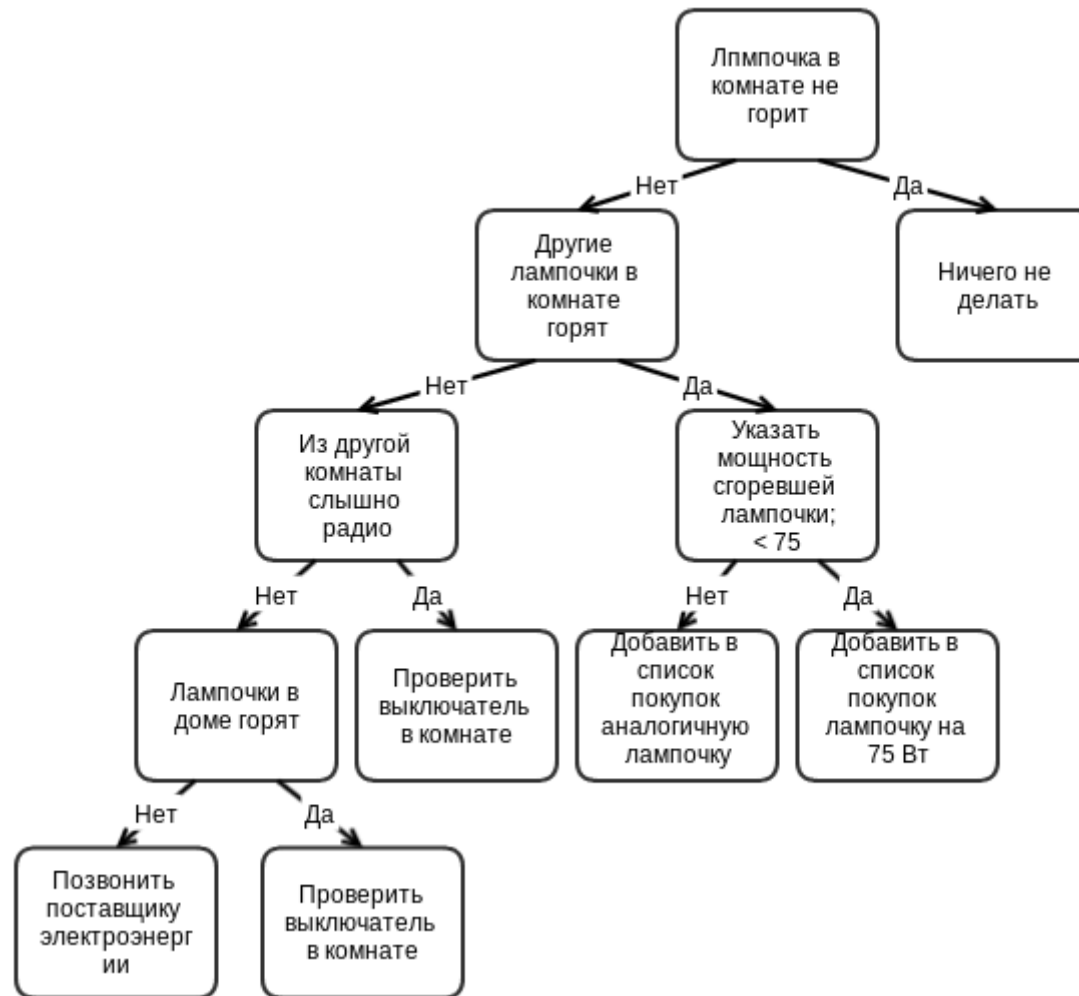 Лпмпочка в
комнате не
горит
Нет
Да
Другие
лампочки в
комнате
горят
Ничего не
делать
Нет
Да
Из другой
комнаты
слышно
радио
Указать
мощность
сгоревшей
лампочки;
< 75
Нет
Да
Нет
Да
Лампочки в
доме горят
Проверить
выключатель
в комнате
Добавить в
список
покупок
аналогичную
лампочку
Добавить в
список
покупок
лампочку на
75 Вт
Нет
Да
Позвонить
поставщику
электроэнерг
ии
Проверить
выключатель
в комнате